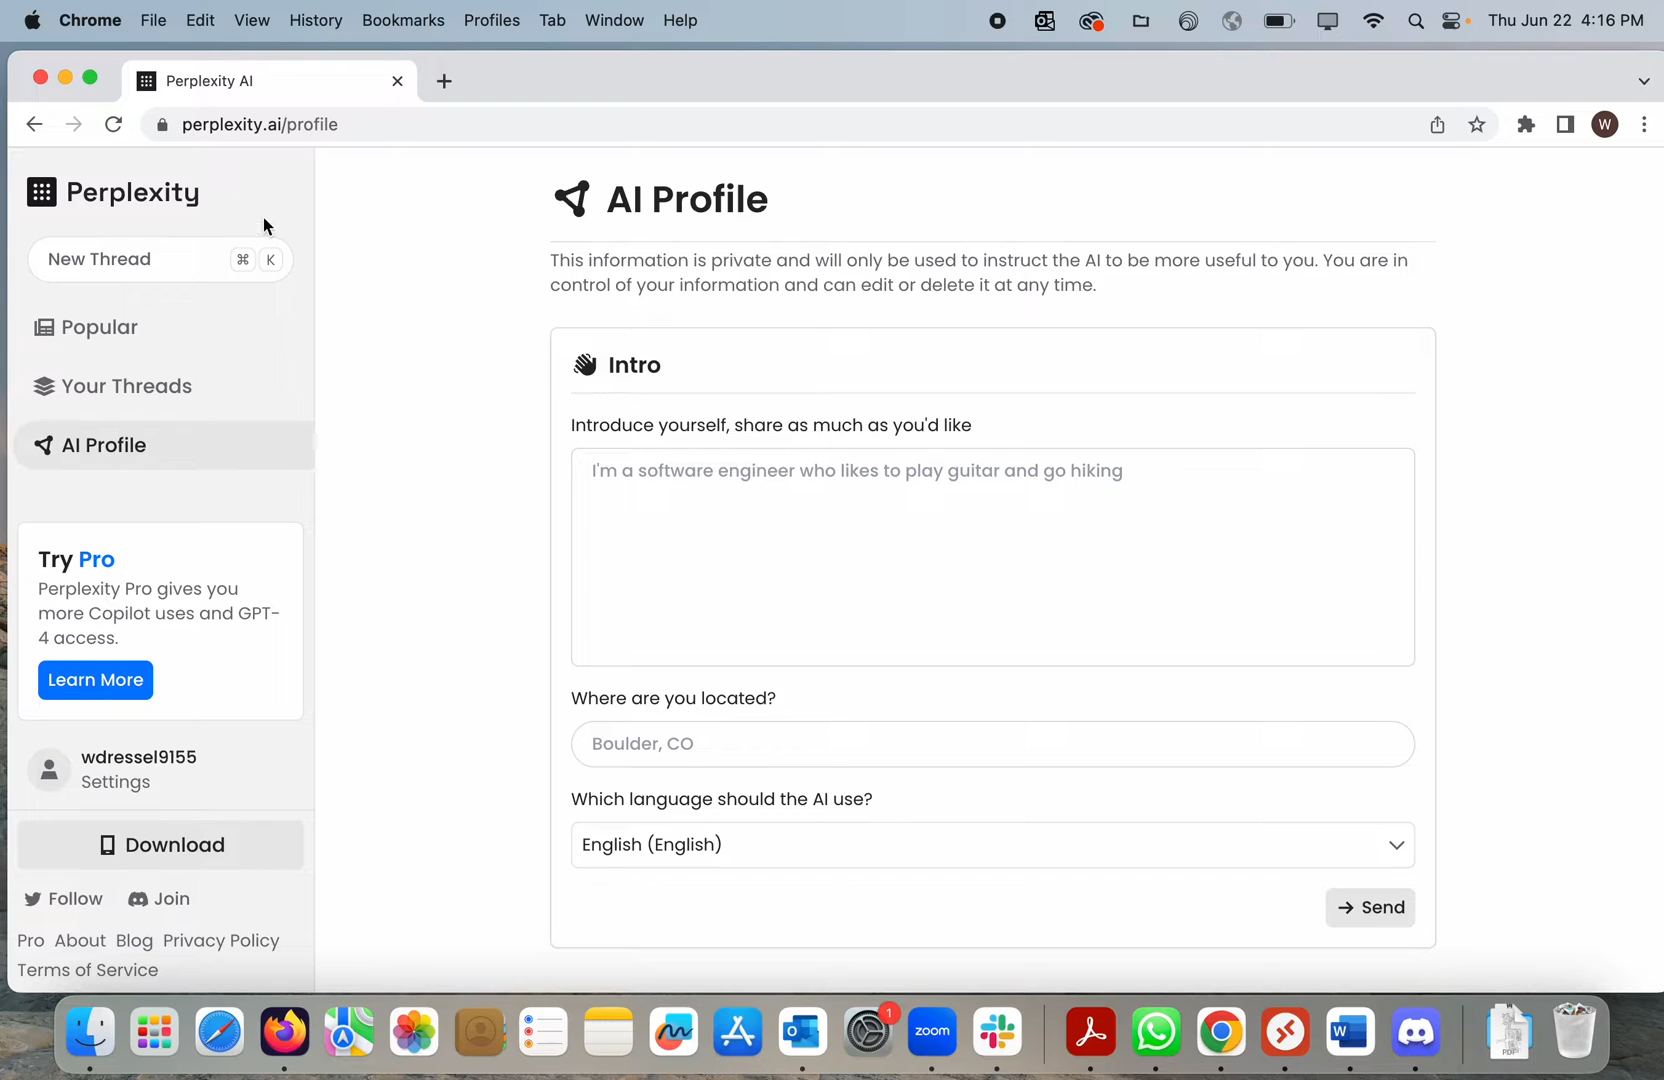 Chrome File Edit View History Bookmarks Profiles Tab Window Help Thu Jun 22 4:16 PM
Perplexity AI
perplexity.ai/profile
W
Perplexity
New Thread ⌘ K
Popular
Your Threads
AI Profile
Try Pro
Perplexity Pro gives you
more Copilot uses and GPT-
4 access.
Learn More
wdressel9155
Settings
Download
Follow Join
Pro About Blog Privacy Policy
Terms of Service
AI Profile
This information is private and will only be used to instruct the AI to be more useful to you. You are in
control of your information and can edit or delete it at any time.
Intro
Introduce yourself, share as much as you'd like
I'm a software engineer who likes to play guitar and go hiking
Where are you located?
Boulder, CO
Which language should the AI use?
English (English)
Send
1
zoom
W
PDF